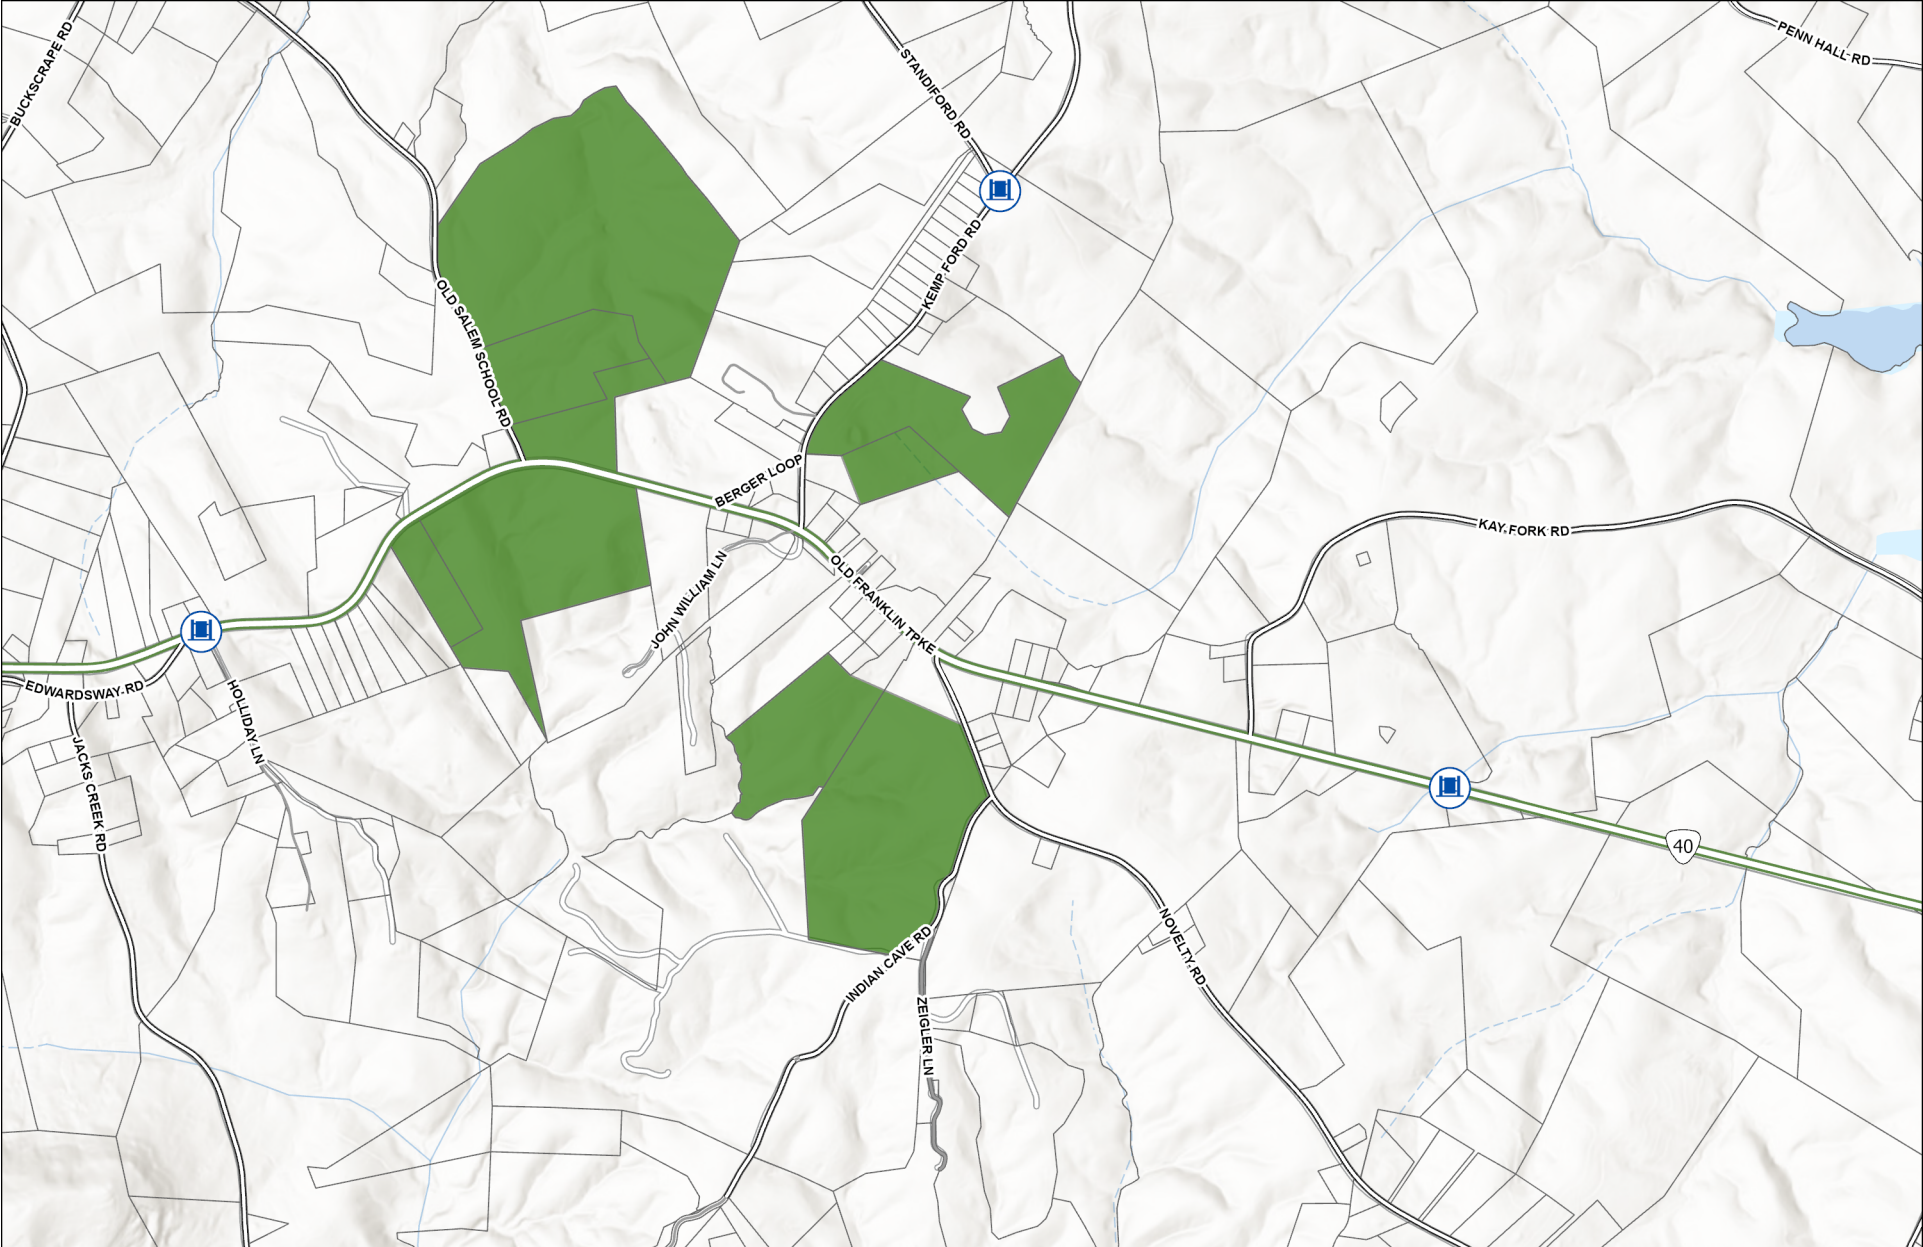 BUCKSCRAPE RD
STANDIFORD RD
PENN HALL RD
KEMP FORD RD
OLD SALEM SCHOOL RD
BERGER LOOP
KAY FORK RD
JOHN WILLIAM LN
OLD FRANKLIN TPKE
EDWARDSWAY RD
HOLLIDAY LN
JACKS CREEK RD
40
NOVELTY RD
INDIAN CAVE RD
ZEIGLER LN